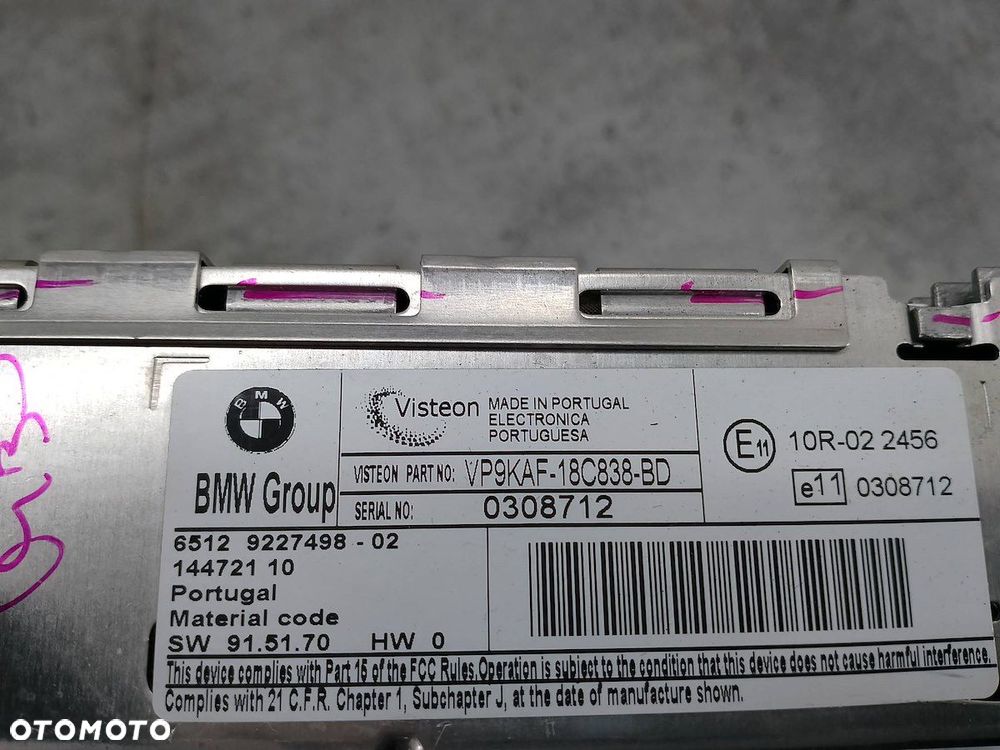 BMW
BMW Group
Visteon
MADE IN PORTUGAL
ELECTRONICA
PORTUGUESA
VISTEON PART NO: VP9KAF-18C838-BD
SERIAL NO: 0308712
E11 10R-02 2456
e11 0308712
6512 9227498 - 02
144721 10
Portugal
Material code
SW 91.51.70 HW 0
This device complies with Part 16 of the FCC Rules.Operation is subject to the condition that this device does not cause harmful interference.
Complies with 21 C.F.R. Chapter 1, Subchapter J, at the date of manufacture shown.
OTOMOTO